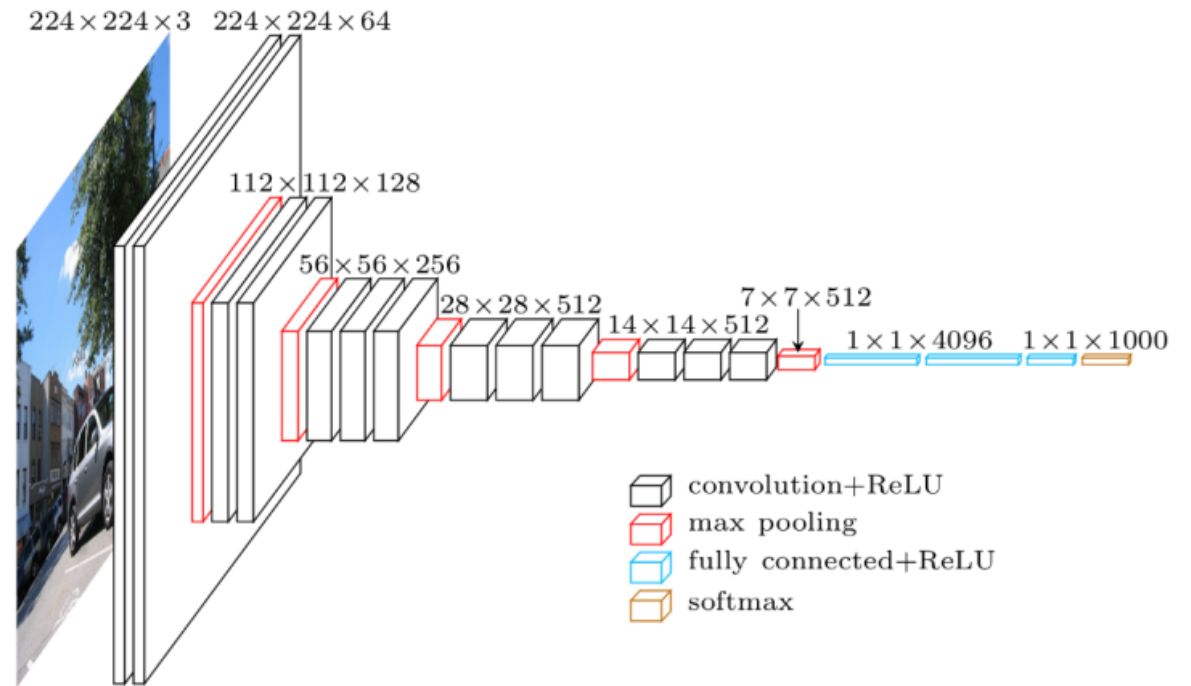 224×224×3
224×224×64
112×112×128
56×56×256
28×28×512
14×14×512
7×7×512
1×1×4096
1×1×1000
convolution+ReLU
max pooling
fully connected+ReLU
softmax